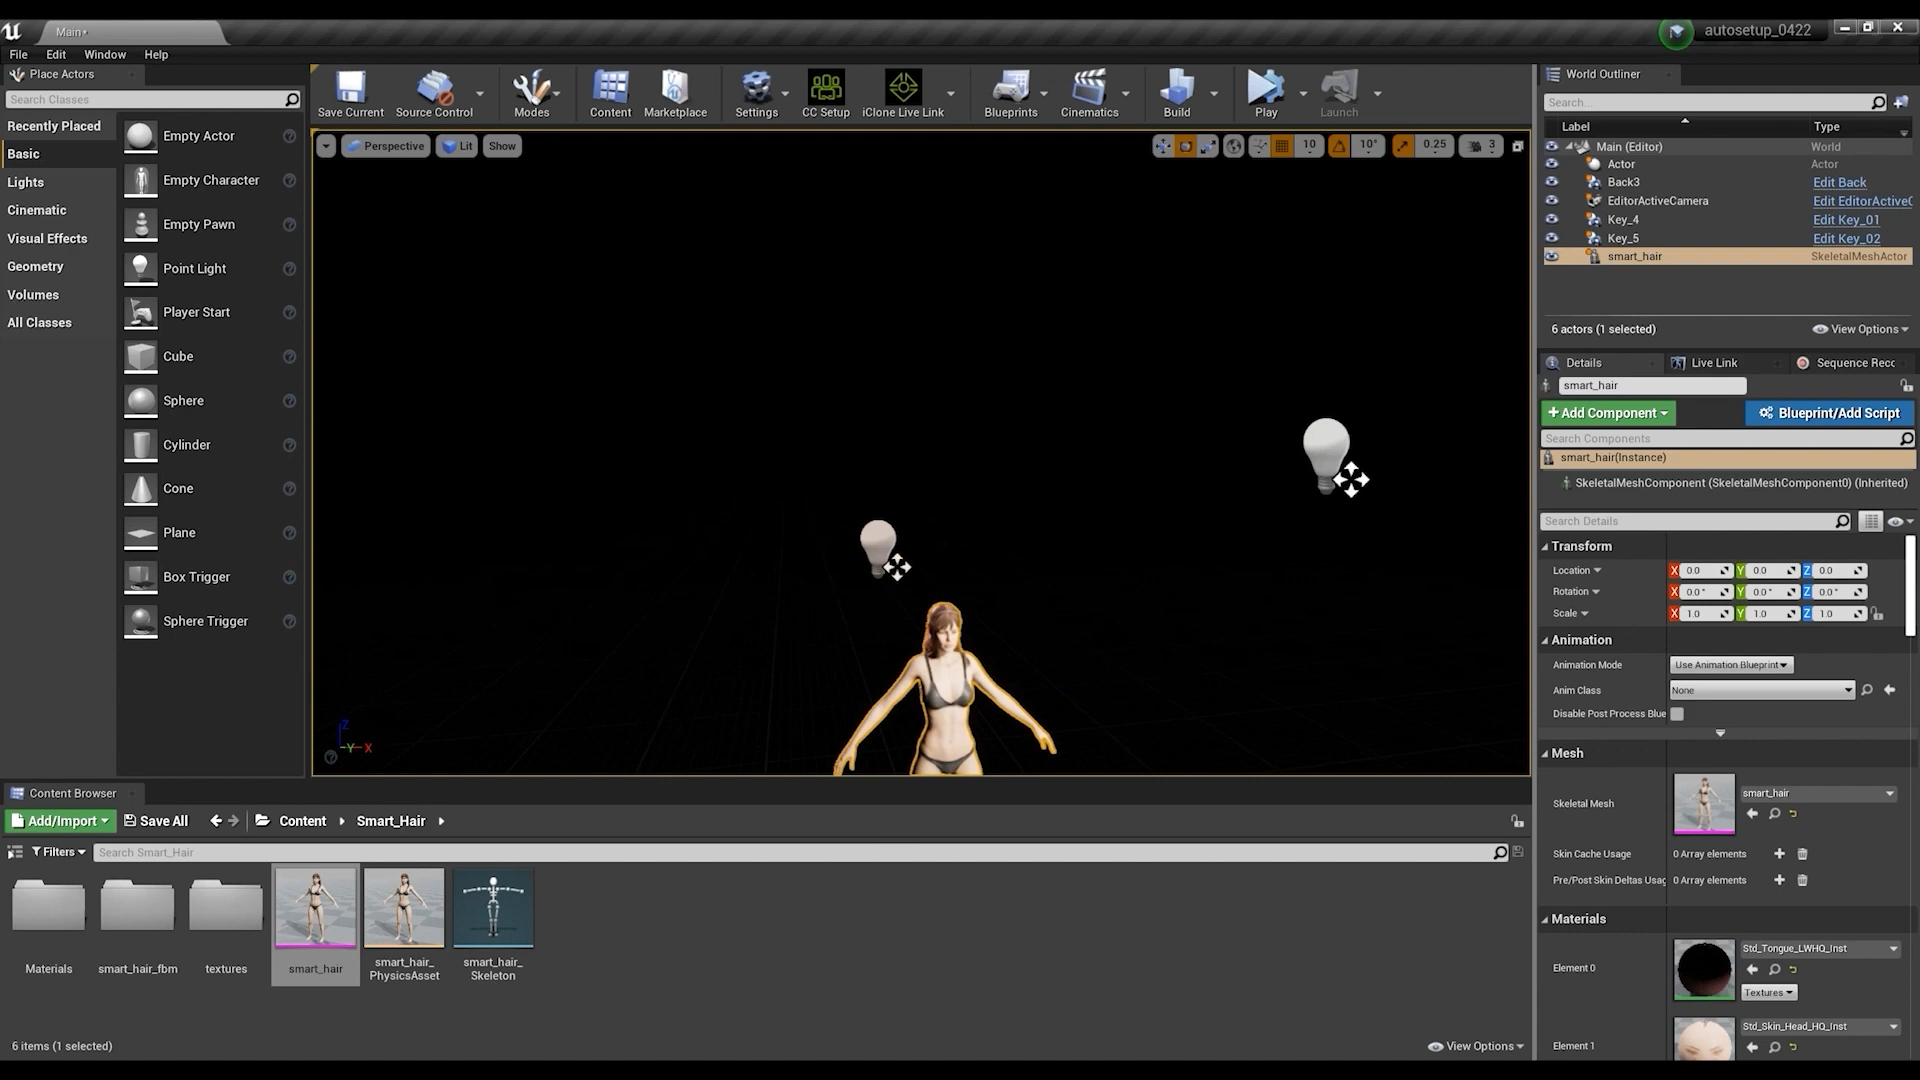 Main•
autosetup_0422
File Edit Window Help
Place Actors
Search Classes
Recently Placed
Basic
Lights
Cinematic
Visual Effects
Geometry
Volumes
All Classes
Empty Actor
Empty Character
Empty Pawn
Point Light
Player Start
Cube
Sphere
Cylinder
Cone
Plane
Box Trigger
Sphere Trigger
Save Current
Source Control
Modes
Content
Marketplace
Settings
CC Setup
iClone Live Link
Blueprints
Cinematics
Build
Play
Launch
Perspective Lit Show
10 10° 0.25 3
Z
Y X
World Outliner
Search...
Label Type
Main (Editor) World
Actor Actor
Back3 Edit Back
EditorActiveCamera Edit EditorActiveC
Key_4 Edit Key_01
Key_5 Edit Key_02
smart_hair SkeletalMeshActor
6 actors (1 selected) View Options
Details Live Link Sequence Rec
smart_hair
+Add Component Blueprint/Add Script
Search Components
smart_hair(Instance)
SkeletalMeshComponent (SkeletalMeshComponent0) (Inherited)
Search Details
Transform
Location X 0.0 Y 0.0 Z 0.0
Rotation X 0.0° Y 0.0° Z 0.0°
Scale X 1.0 Y 1.0 Z 1.0
Animation
Animation Mode Use Animation Blueprint
Anim Class None
Disable Post Process Blue
Mesh
Skeletal Mesh smart_hair
Skin Cache Usage 0 Array elements
Pre/Post Skin Deltas Usag 0 Array elements
Materials
Element 0 Std_Tongue_LWHQ_Inst
Textures
Element 1 Std_Skin_Head_HQ_Inst
Content Browser
Add/Import Save All Content Smart_Hair
Filters Search Smart_Hair
Materials
smart_hair_fbm
textures
smart_hair
smart_hair_
PhysicsAsset
smart_hair_
Skeleton
6 items (1 selected) View Options